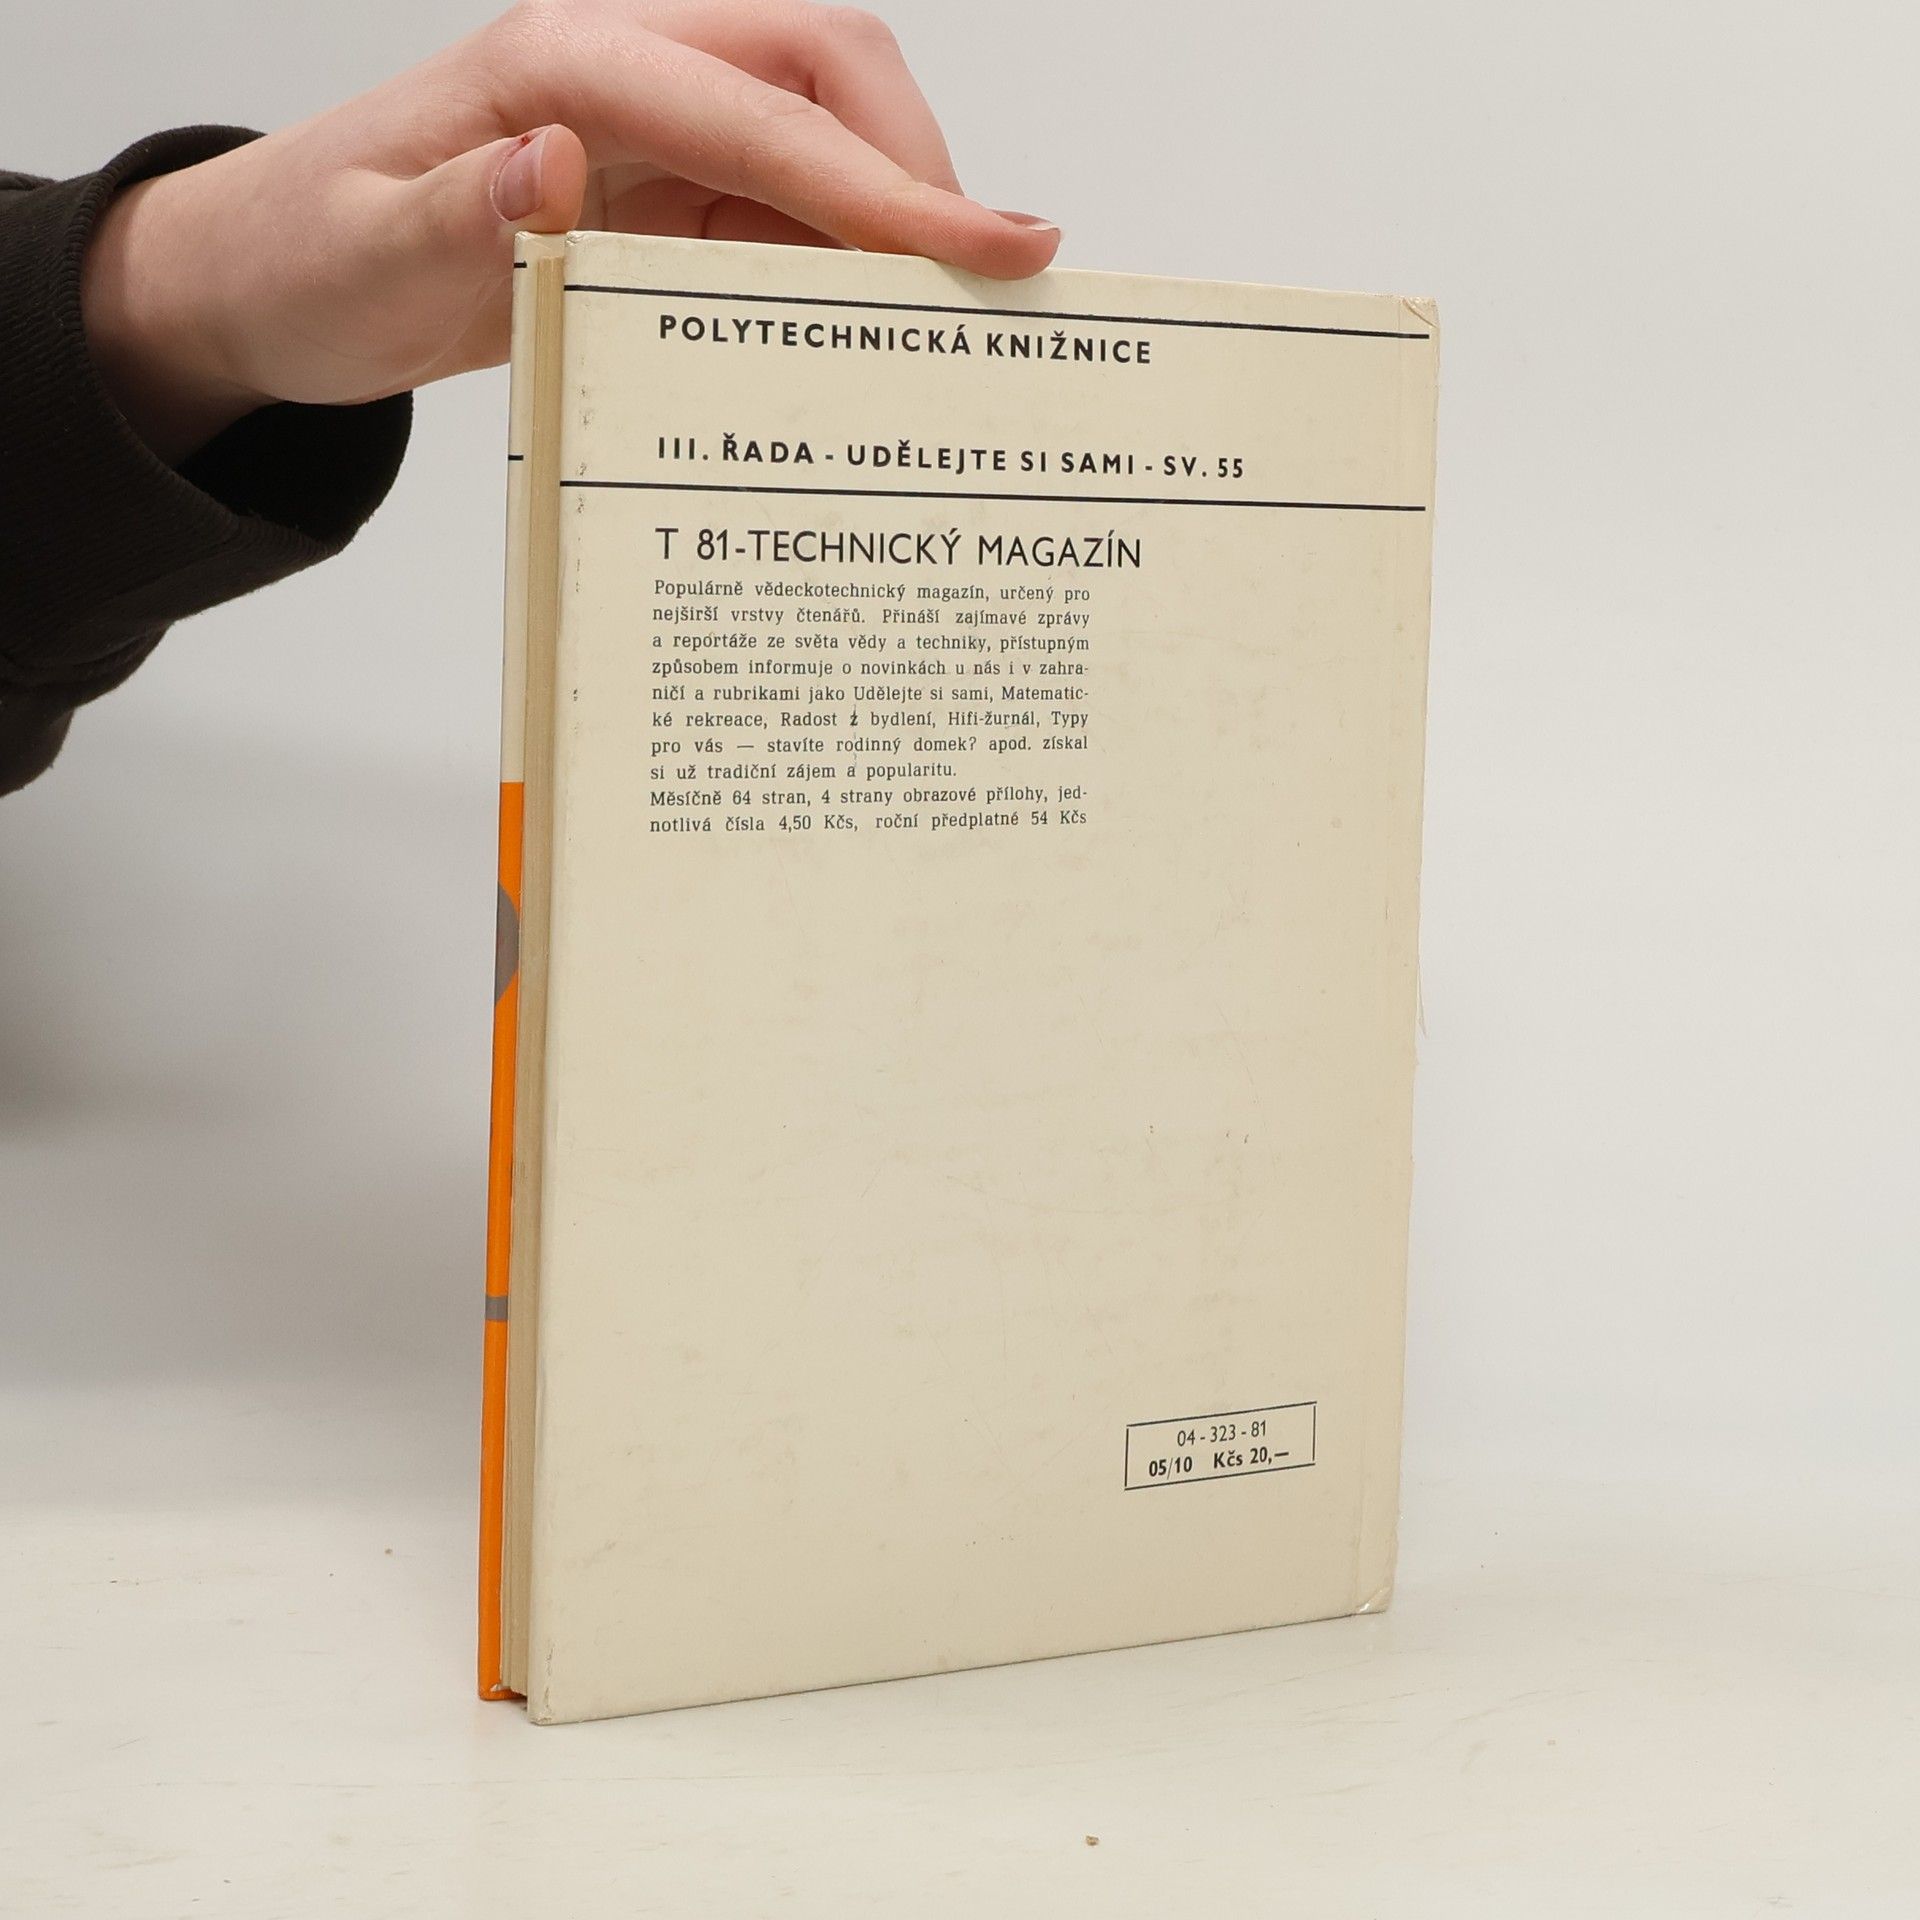 POLYTECHNICKÁ KNIŽNICE
III. ŘADA - UDĚLEJTE SI SAMI - SV. 55
T 81-TECHNICKÝ MAGAZÍN
Populárně vědeckotechnický magazín, určený pro
nejširší vrstvy čtenářů. Přináší zajímavé zprávy
a reportáže ze světa vědy a techniky, přístupným
způsobem informuje o novinkách u nás i v zahra-
ničí a rubrikami jako Udělejte si sami, Matematic-
ké rekreace, Radost z bydlení, Hifi-žurnál, Typy
pro vás — stavíte rodinný domek? apod. získal
si už tradiční zájem a popularitu.
Měsíčně 64 stran, 4 strany obrazové přílohy, jed-
notlivá čísla 4,50 Kčs, roční předplatné 54 Kčs
04 - 323 - 81
05/10 Kčs 20,—